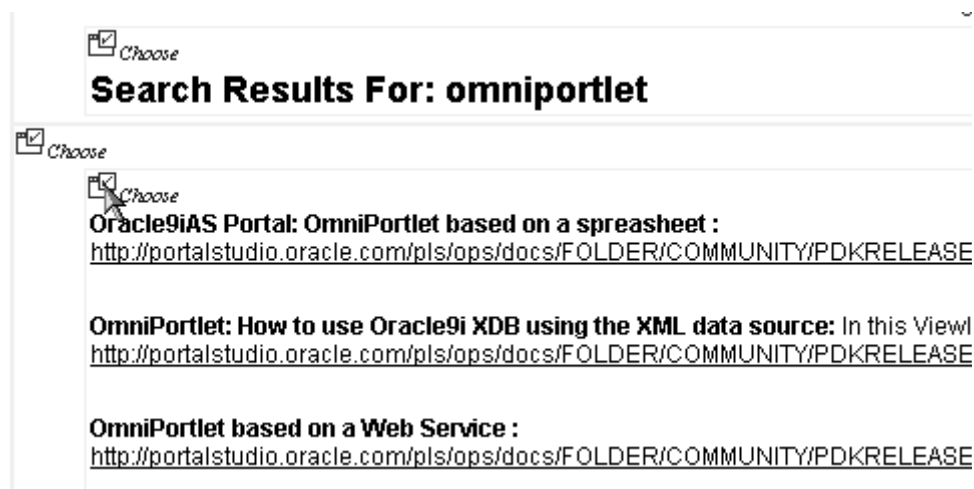 Choose
Search Results For: omniportlet
Choose
Choose
Oracle9iAS Portal: OmniPortlet based on a spreasheet :
http://portalstudio.oracle.com/pls/ops/docs/FOLDER/COMMUNITY/PDKRELEASE
OmniPortlet: How to use Oracle9i XDB using the XML data source: In this Viewl
http://portalstudio.oracle.com/pls/ops/docs/FOLDER/COMMUNITY/PDKRELEASE
OmniPortlet based on a Web Service :
http://portalstudio.oracle.com/pls/ops/docs/FOLDER/COMMUNITY/PDKRELEASE